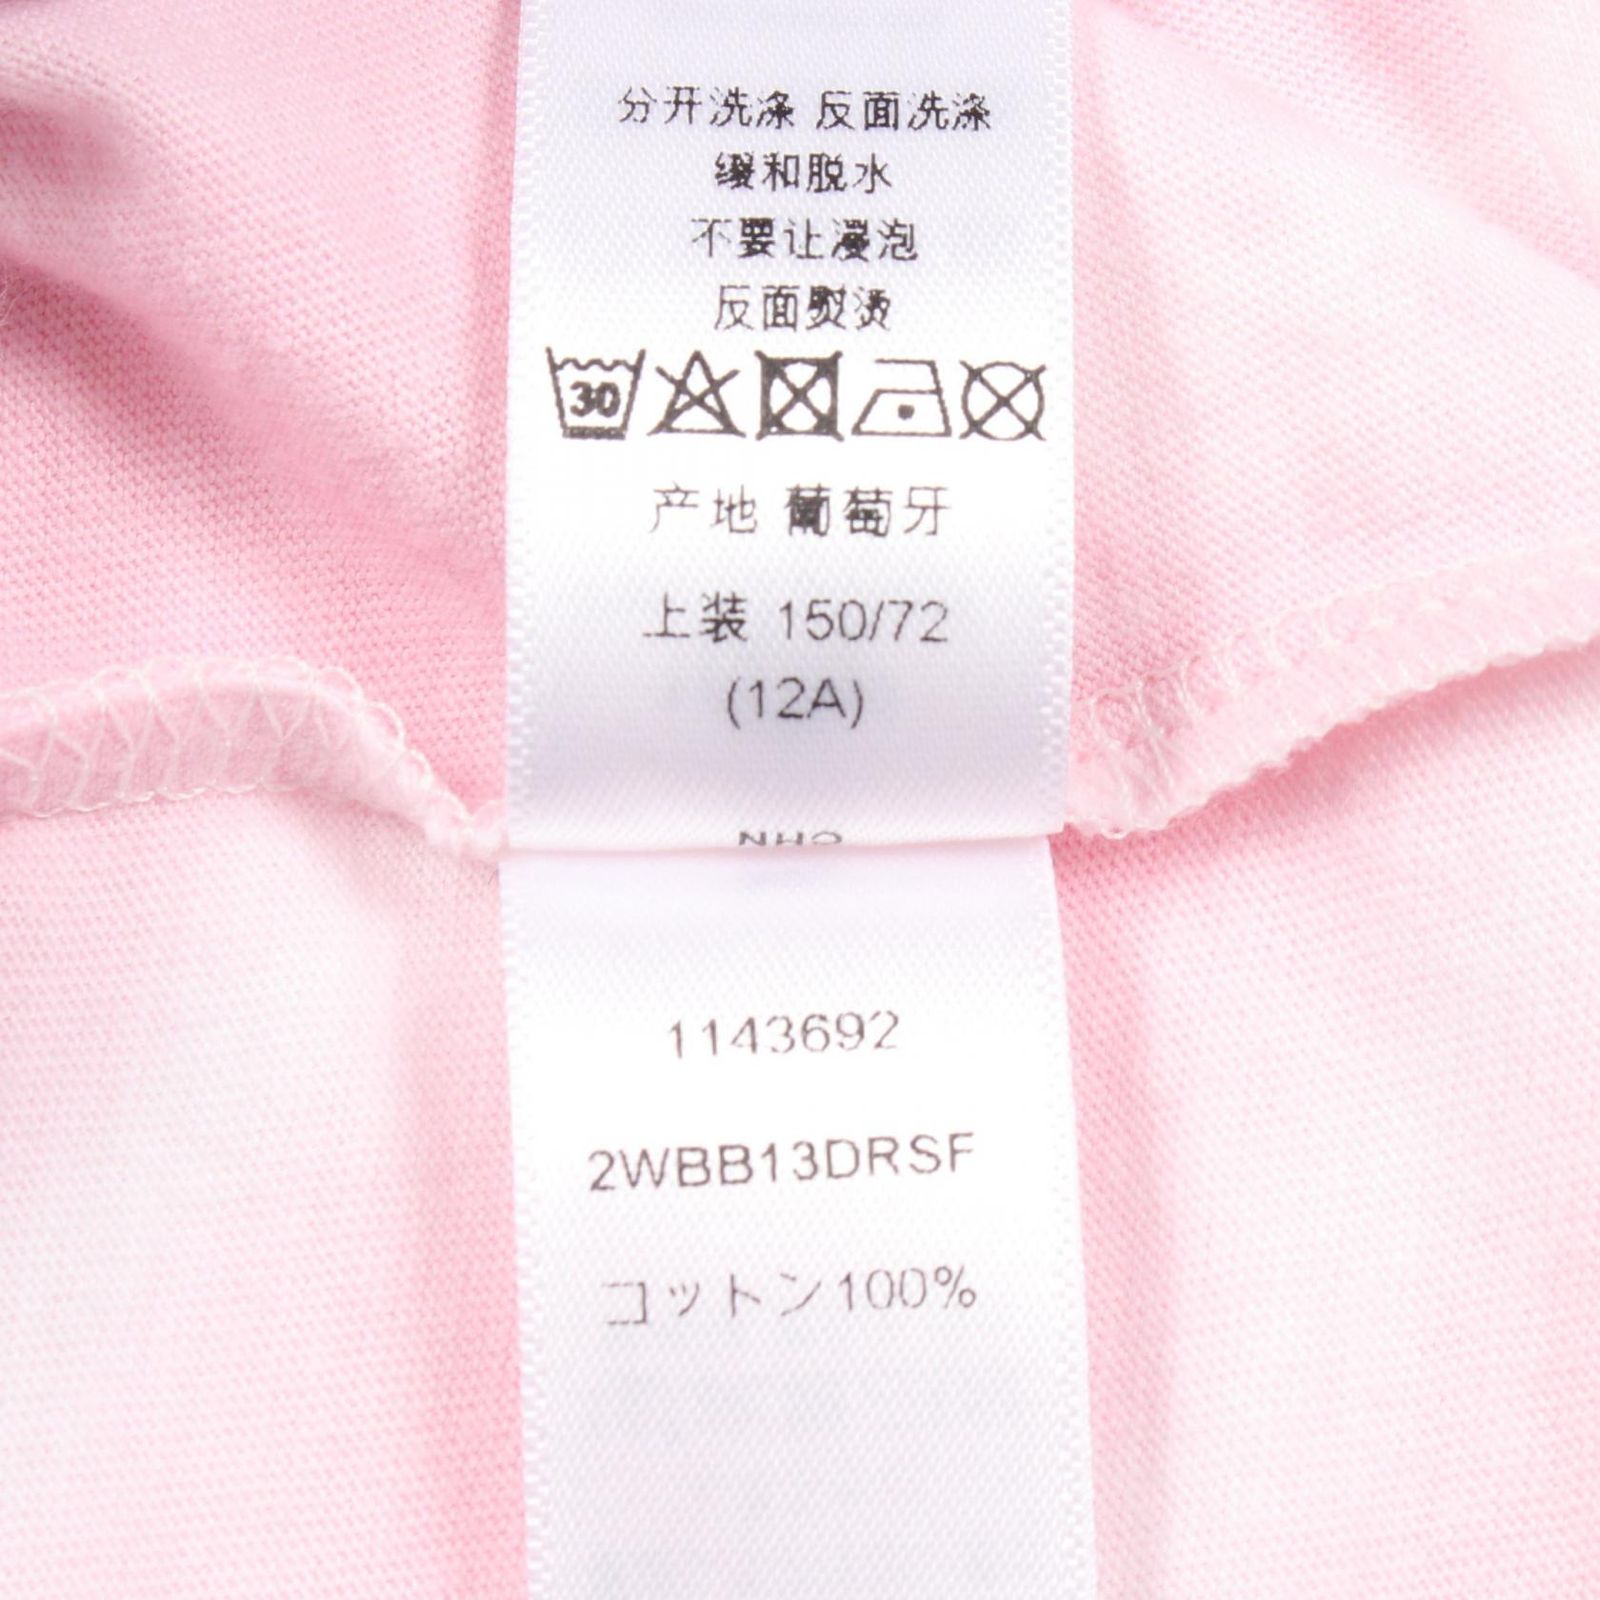 分开洗涤 反面洗涤
缓和脱水
不要让浸泡
反面熨烫
30
产地 葡萄牙
上装 150/72
(12A)
1143692
2WBB13DRSF
コットン100%